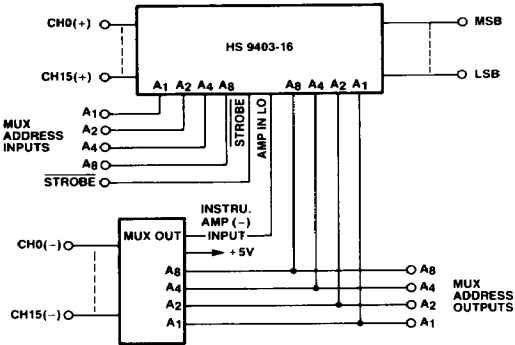 CH0(+)
HS 9403-16
MSB
CH15(+)
LSB
A1 A2 A4 A8 STROBE AMP IN LO A8 A4 A2 A1
MUX
ADDRESS
INPUTS
A1
A2
A4
A8
STROBE
INSTRU.
AMP (−)
INPUT
MUX OUT
+5V
CH0(−)
CH15(−)
A8
A4
A2
A1
A8
A4
A2
A1
MUX
ADDRESS
OUTPUTS